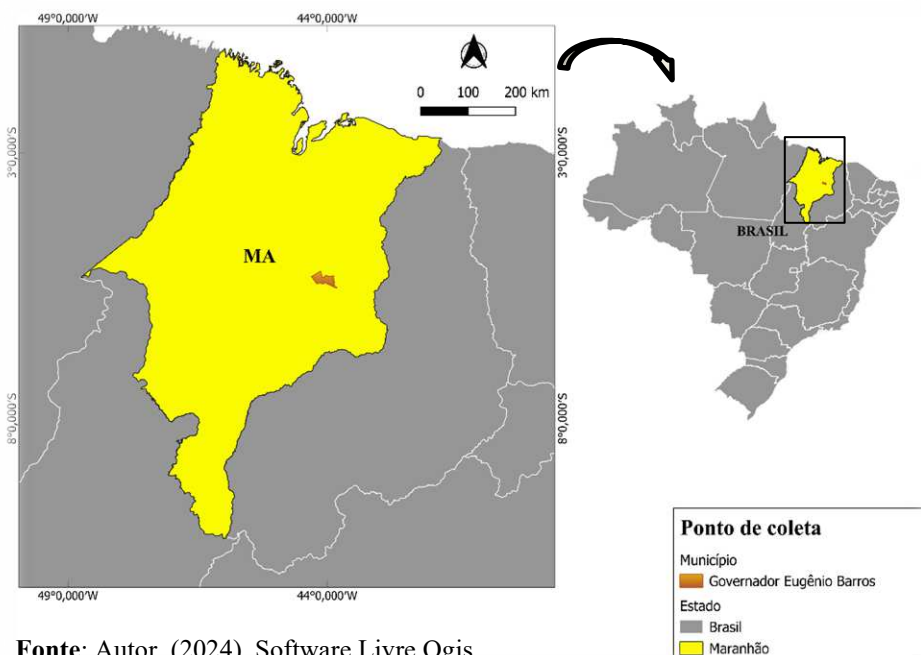 49°0,000'W 44°0,000'W
0 100 200 km
3°0,000'S 3°0,000'S
MA
BRASIL
8°0,000'S 8°0,000'S
49°0,000'W 44°0,000'W
Ponto de coleta
Município
Governador Eugênio Barros
Estado
Brasil
Maranhão
Fonte: Autor, (2024), Software Livre Qgis